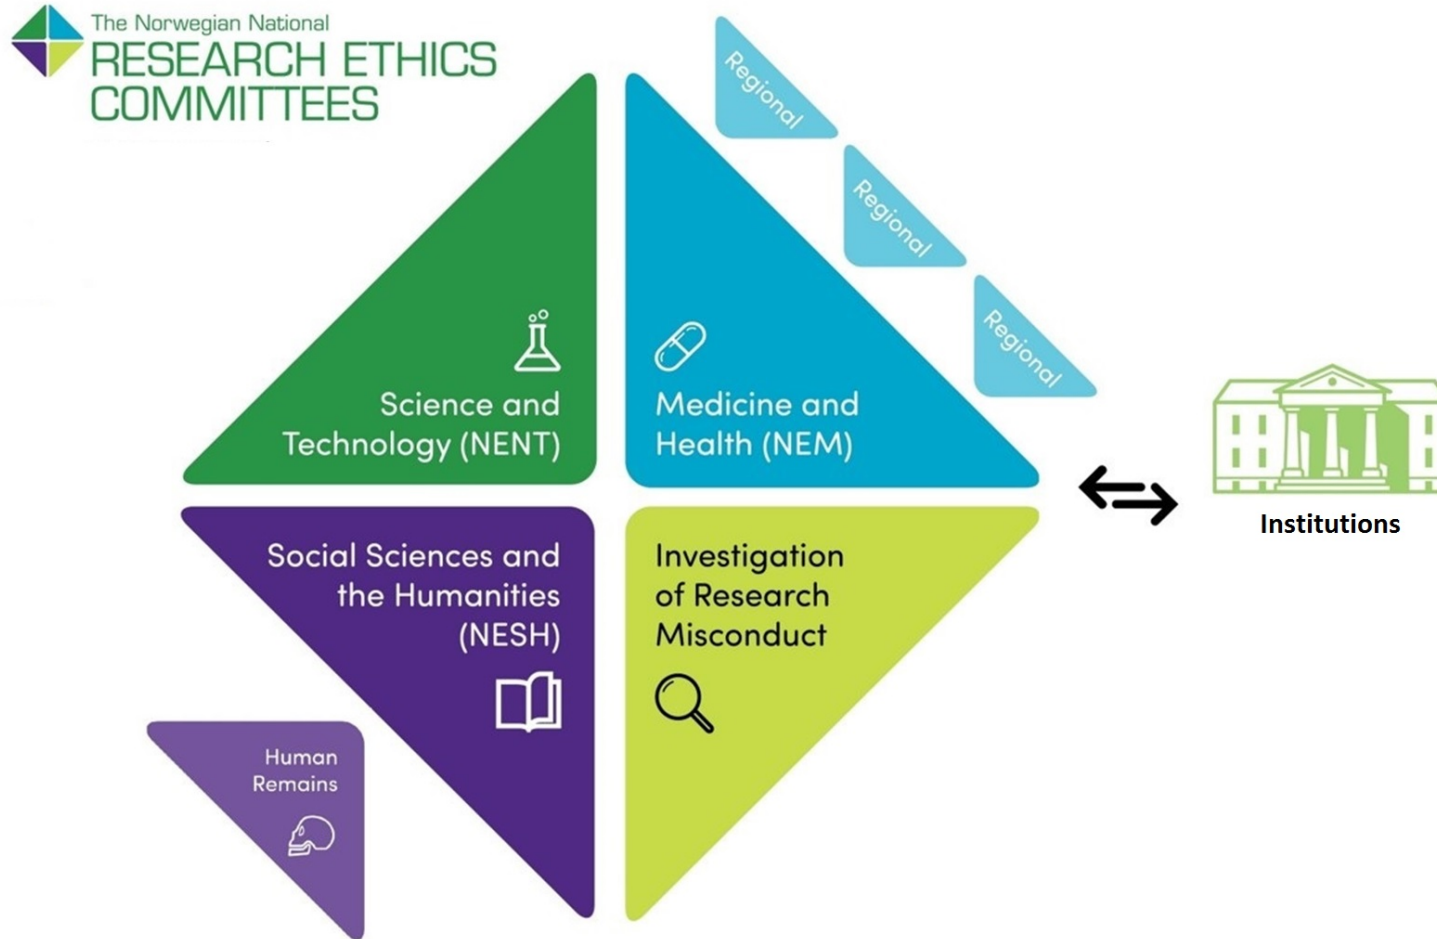 The Norwegian National
RESEARCH ETHICS
COMMITTEES
Regional
Regional
Regional
Science and
Technology (NENT)
Medicine and
Health (NEM)
Institutions
Social Sciences and
the Humanities
(NESH)
Investigation
of Research
Misconduct
Human
Remains